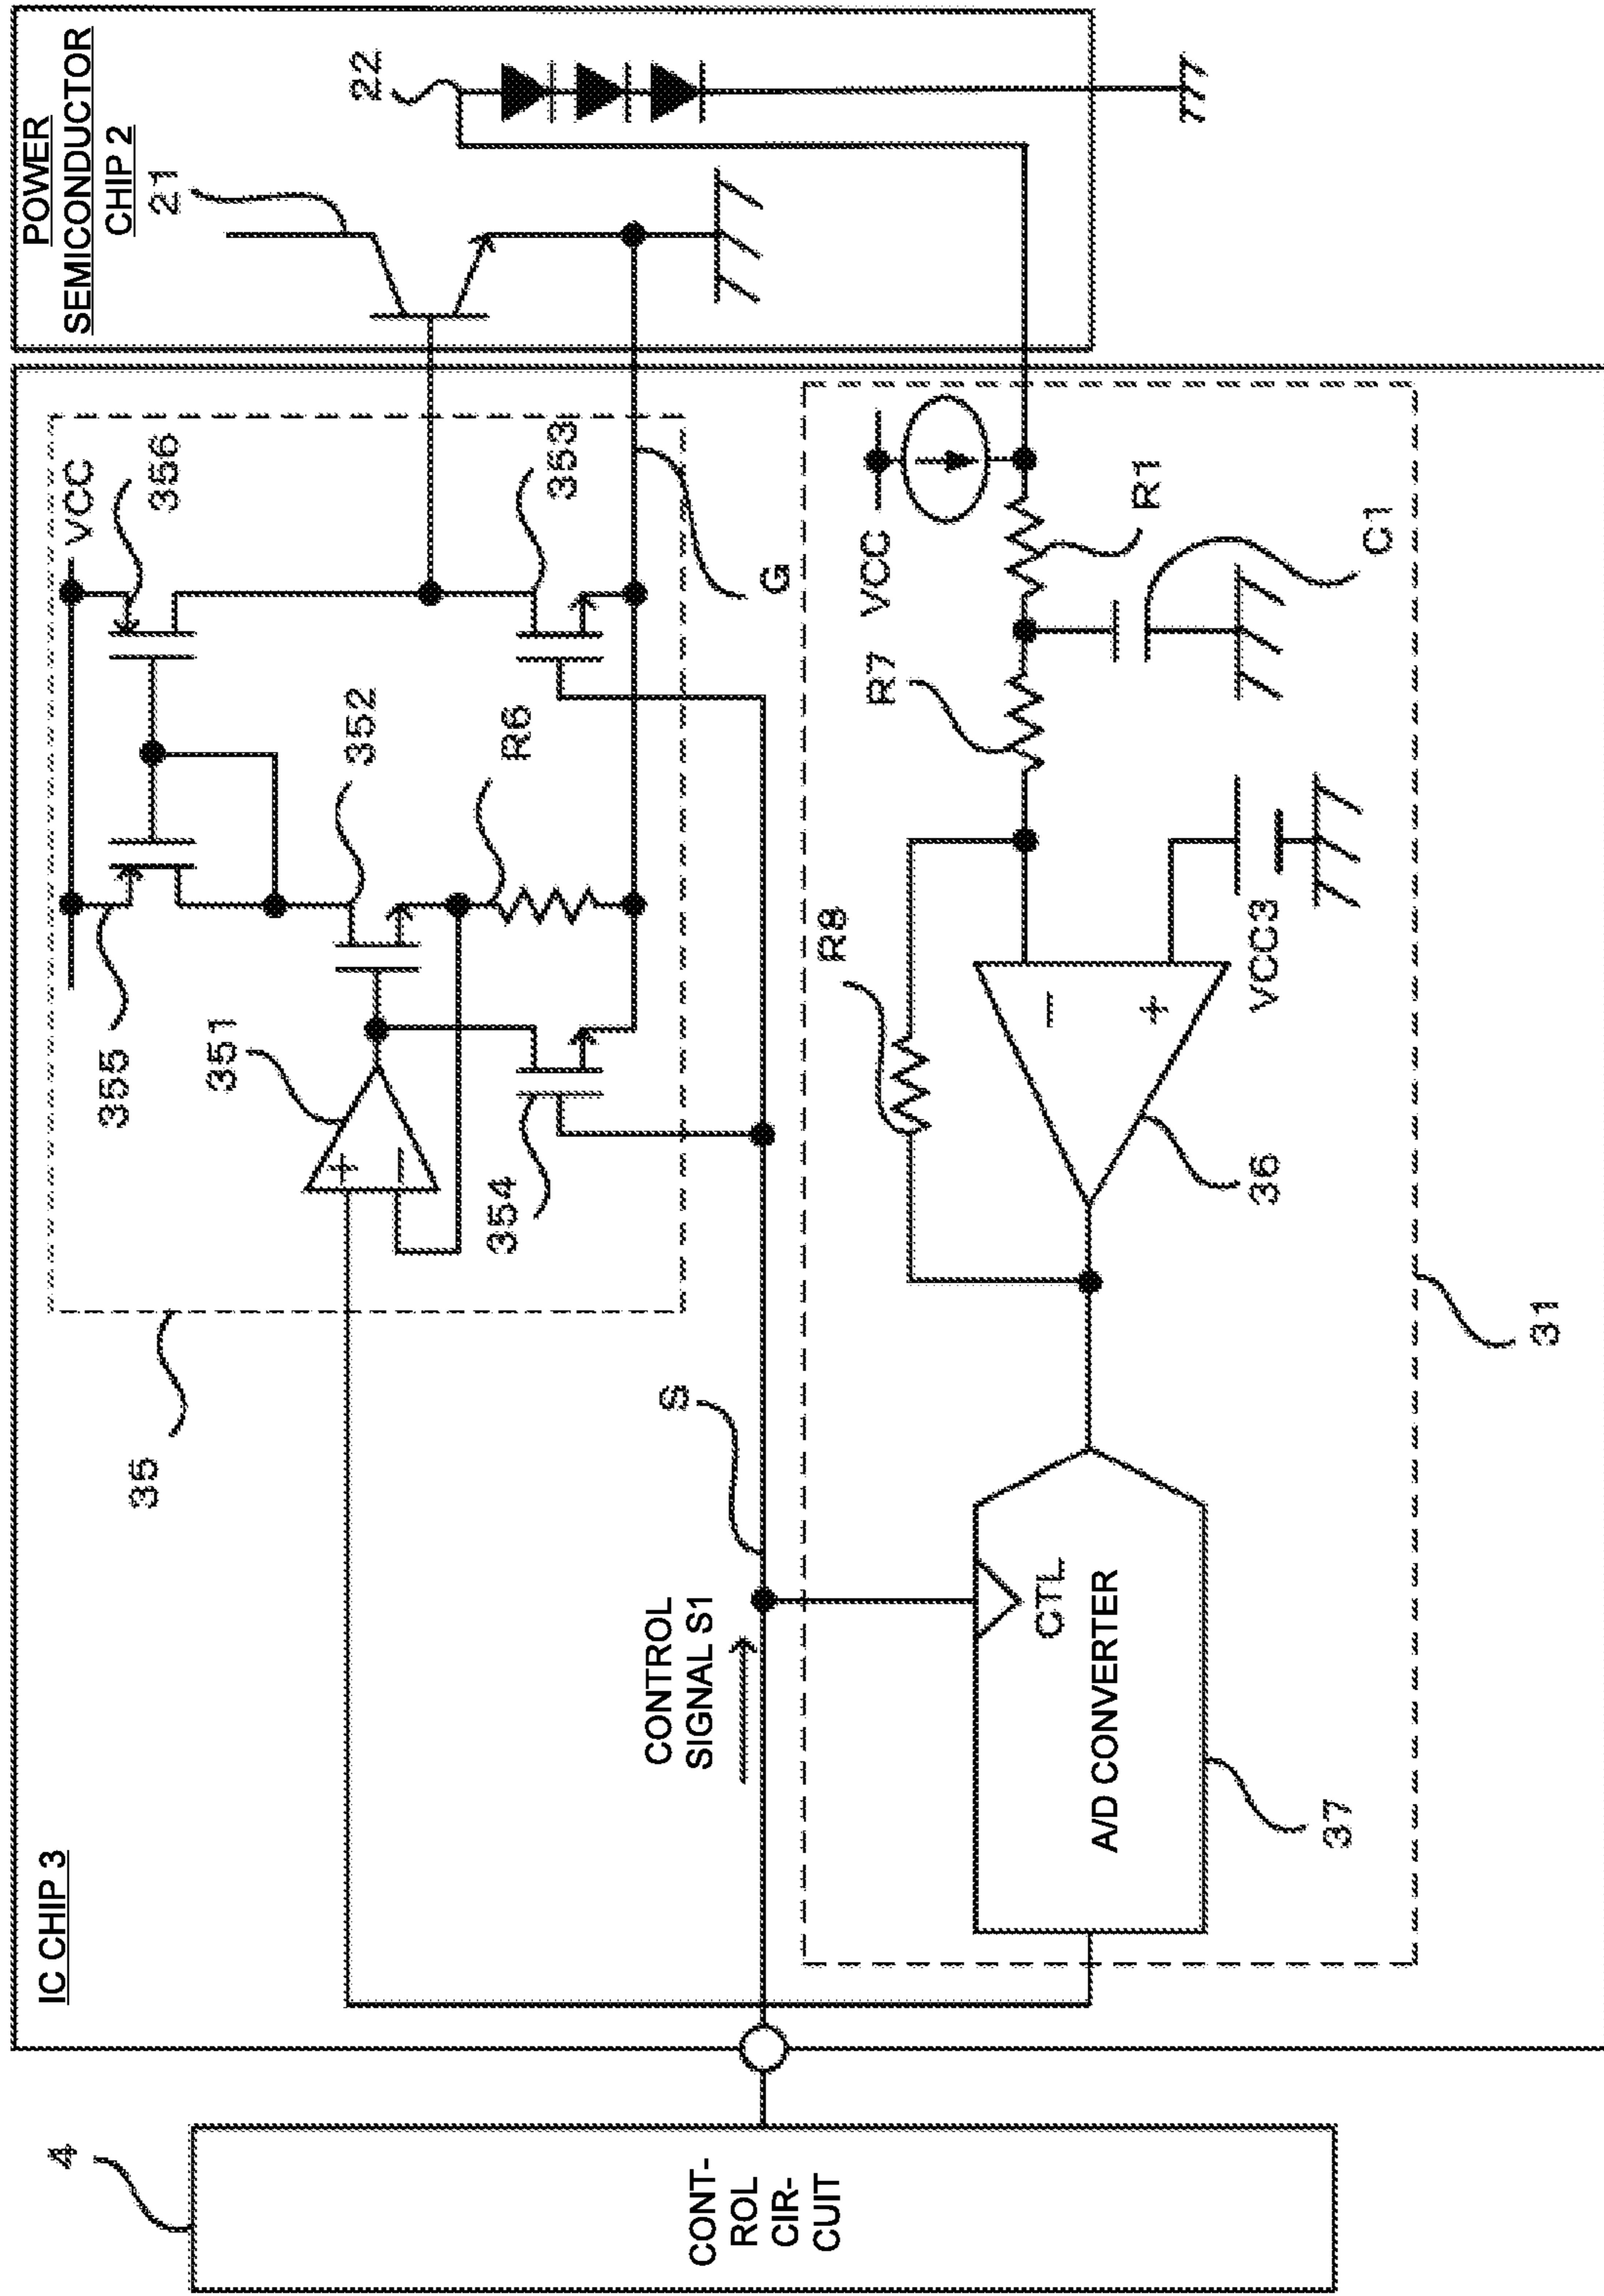 POWER
SEMICONDUCTOR
CHIP 2
21
22
IC CHIP 3
VCC
356
355
352
351
353
R6
354
35
G
S
CONTROL
SIGNAL S1
VCC
R7
R1
R8
C1
VCC3
−
+
+
−
36
CTL
A/D CONVERTER
37
31
4
CONT-
ROL
CIR-
CUIT